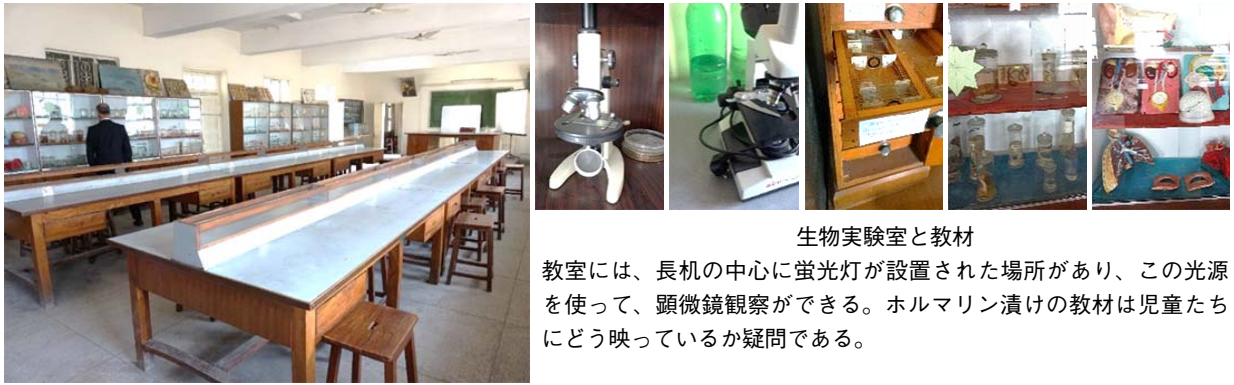 生物実験室と教材
教室には、長机の中心に蛍光灯が設置された場所があり、この光源
を使って、顕微鏡観察ができる。ホルマリン漬けの教材は児童たち
にどう映っているか疑問である。